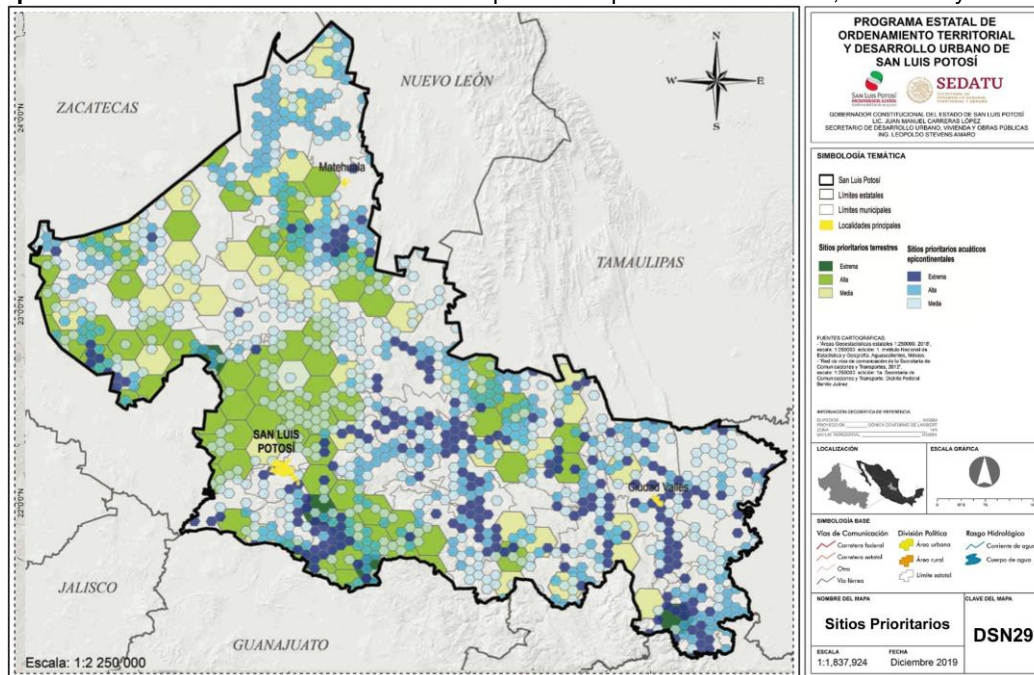 ZACATECAS
NUEVO LEÓN
TAMAULIPAS
JALISCO
GUANAJUATO
Matehuala
SAN LUIS
POTOSÍ
Ciudad Valles
N
W
E
S
24°0'0"N
23°0'0"N
22°0'0"N
Escala: 1:2 250 000
PROGRAMA ESTATAL DE
ORDENAMIENTO TERRITORIAL
Y DESARROLLO URBANO DE
SAN LUIS POTOSÍ
San Luis Potosí
SEDATU
GOBERNADOR CONSTITUCIONAL DEL ESTADO DE SAN LUIS POTOSÍ
LIC. JUAN MANUEL CARRERAS LÓPEZ
SECRETARIO DE DESARROLLO URBANO, VIVIENDA Y OBRAS PÚBLICAS
ING. LEOPOLDO STEVENS AMARO
SIMBOLOGÍA TEMÁTICA
San Luis Potosí
Límites estatales
Límites municipales
Localidades principales
Sitios prioritarios terrestres
Extrema
Alta
Media
Sitios prioritarios acuáticos
epicontinentales
Extrema
Alta
Media
FUENTES CARTOGRÁFICAS:
INFORMACIÓN GEOGRÁFICA DE REFERENCIA
LOCALIZACIÓN
ESCALA GRÁFICA
SIMBOLOGÍA BASE
Vías de Comunicación
Carretera federal
Carretera estatal
Otra
Vía férrea
División Política
Área urbana
Área rural
Límite estatal
Rasgo Hidrológico
Corriente de agua
Cuerpo de agua
NOMBRE DEL MAPA
Sitios Prioritarios
CLAVE DEL MAPA
DSN29
ESCALA
1:1,837,924
FECHA
Diciembre 2019